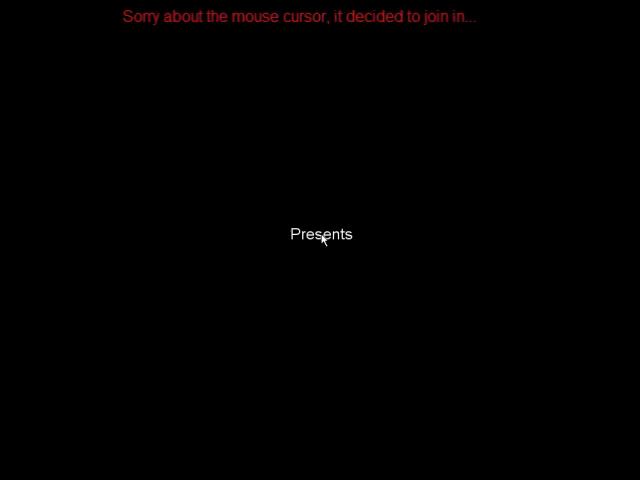 Sorry about the mouse cursor, it decided to join in...
Presents